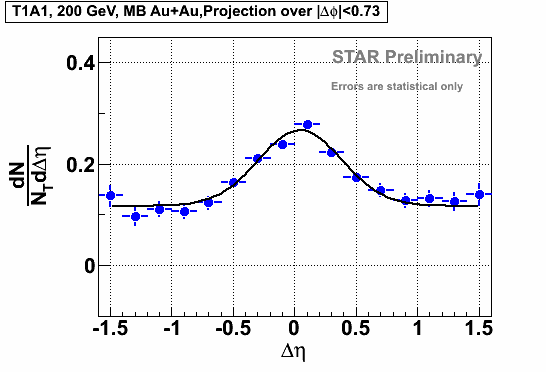 T1A1, 200 GeV, MB Au+Au,Projection over |Δϕ|<0.73
STAR Preliminary
Errors are statistical only
0.4
0.2
0
dN
N_T dΔη
-1.5 -1 -0.5 0 0.5 1 1.5
Δη